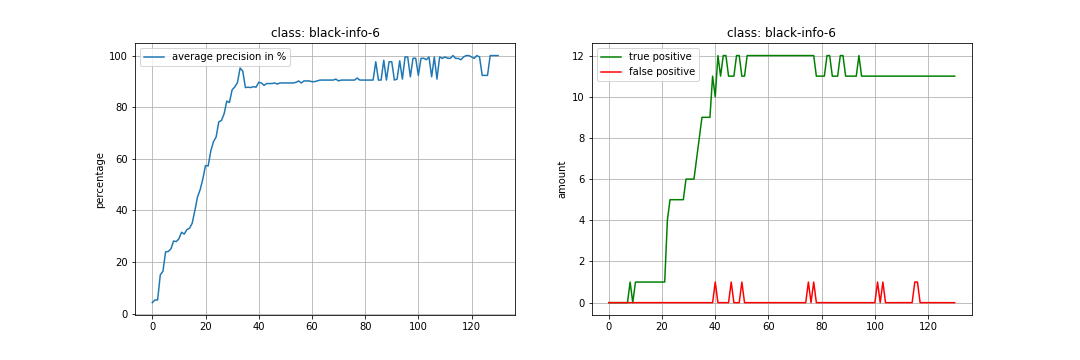 class: black-info-6
average precision in %
percentage
100
80
60
40
20
0
0 20 40 60 80 100 120
class: black-info-6
true positive
false positive
amount
12
10
8
6
4
2
0
0 20 40 60 80 100 120